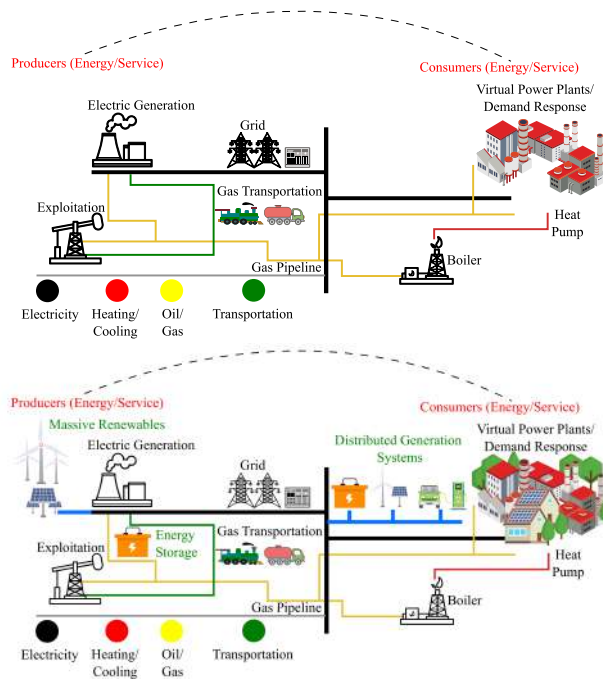 Producers (Energy/Service)
Consumers (Energy/Service)
Virtual Power Plants/
Demand Response
Electric Generation
Grid
Gas Transportation
Exploitation
Heat
Pump
Gas Pipeline
Boiler
Electricity
Heating/
Cooling
Oil/
Gas
Transportation
Producers (Energy/Service)
Consumers (Energy/Service)
Massive Renewables
Virtual Power Plants/
Demand Response
Electric Generation
Distributed Generation
Systems
Grid
Energy
Storage
Gas Transportation
Exploitation
Heat
Pump
Gas Pipeline
Boiler
Electricity
Heating/
Cooling
Oil/
Gas
Transportation